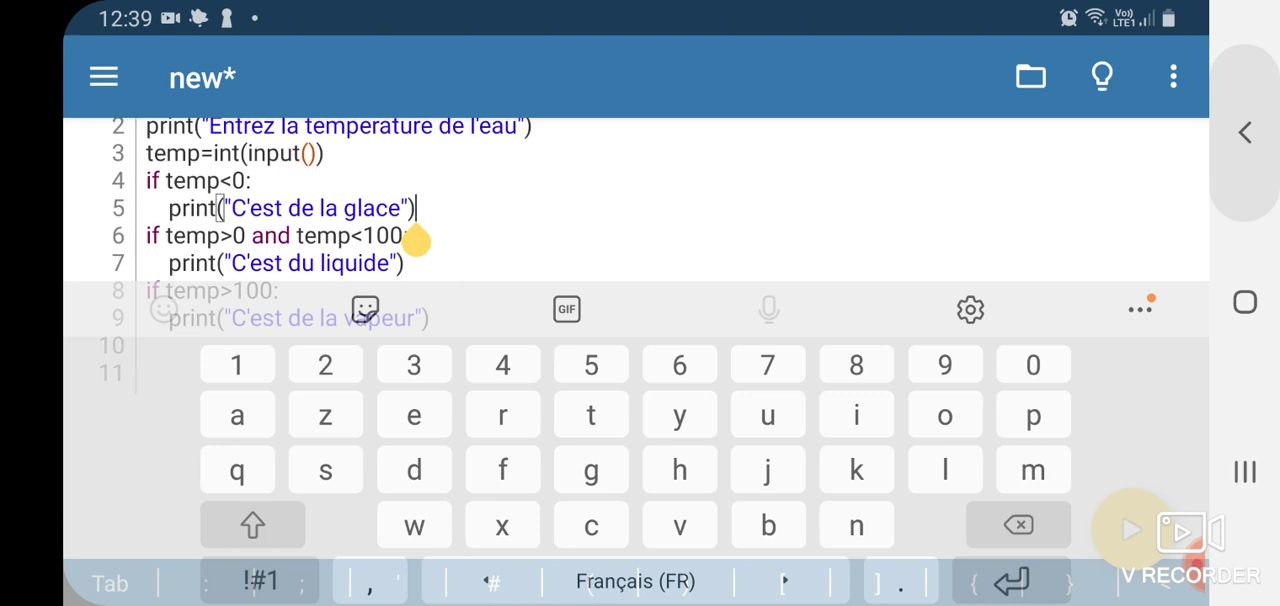 12:39 Vo)) LTE1
new*
2 print("Entrez la temperature de l'eau")
3 temp=int(input())
4 if temp<0:
5 print("C'est de la glace")
6 if temp>0 and temp<100:
7 print("C'est du liquide")
8 if temp>100:
9 print("C'est de la vapeur")
10
11
GIF
1 2 3 4 5 6 7 8 9 0
a z e r t y u i o p
q s d f g h j k l m
w x c v b n
Tab : !#1 ; , ' # Français (FR) [ ] . { }
V RECORDER